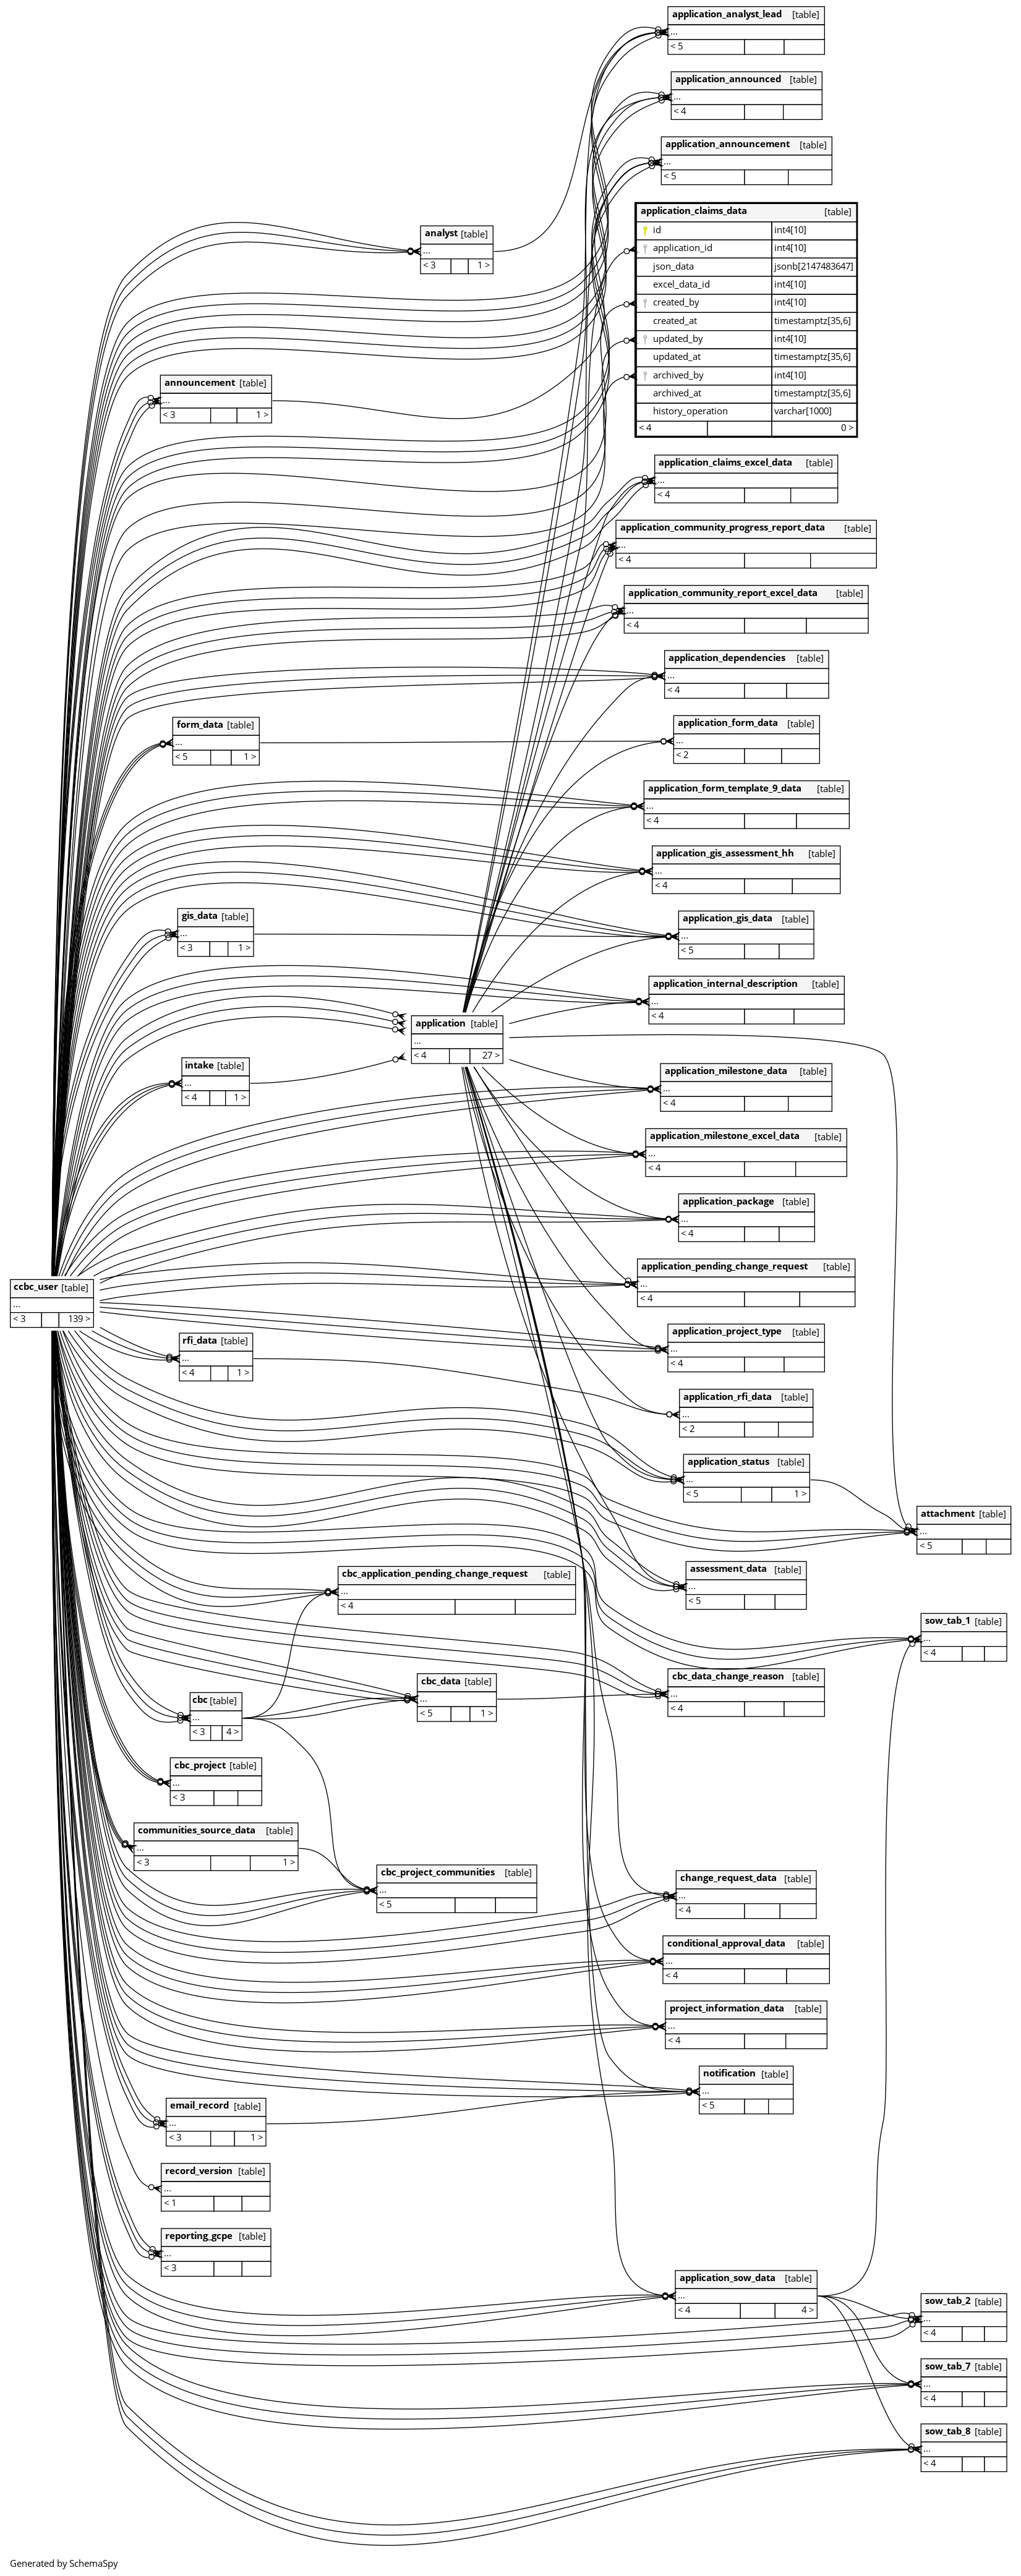 application_analyst_lead [table]
...
< 5
application_announced [table]
...
< 4
application_announcement [table]
...
< 5
application_claims_data [table]
id int4[10]
application_id int4[10]
json_data jsonb[2147483647]
excel_data_id int4[10]
created_by int4[10]
created_at timestamptz[35,6]
updated_by int4[10]
updated_at timestamptz[35,6]
archived_by int4[10]
archived_at timestamptz[35,6]
history_operation varchar[1000]
< 4 0 >
analyst [table]
...
< 3 1 >
announcement [table]
...
< 3 1 >
application_claims_excel_data [table]
...
< 4
application_community_progress_report_data [table]
...
< 4
application_community_report_excel_data [table]
...
< 4
application_dependencies [table]
...
< 4
form_data [table]
...
< 5 1 >
application_form_data [table]
...
< 2
application_form_template_9_data [table]
...
< 4
application_gis_assessment_hh [table]
...
< 4
gis_data [table]
...
< 3 1 >
application_gis_data [table]
...
< 5
application_internal_description [table]
...
< 4
application [table]
...
< 4 27 >
intake [table]
...
< 4 1 >
application_milestone_data [table]
...
< 4
application_milestone_excel_data [table]
...
< 4
application_package [table]
...
< 4
application_pending_change_request [table]
...
< 4
ccbc_user [table]
...
< 3 139 >
application_project_type [table]
...
< 4
rfi_data [table]
...
< 4 1 >
application_rfi_data [table]
...
< 2
application_status [table]
...
< 5 1 >
attachment [table]
...
< 5
assessment_data [table]
...
< 5
cbc_application_pending_change_request [table]
...
< 4
sow_tab_1 [table]
...
< 4
cbc_data_change_reason [table]
...
< 4
cbc_data [table]
...
< 5 1 >
cbc [table]
...
< 3 4 >
cbc_project [table]
...
< 3
communities_source_data [table]
...
< 3 1 >
cbc_project_communities [table]
...
< 5
change_request_data [table]
...
< 4
conditional_approval_data [table]
...
< 4
project_information_data [table]
...
< 4
notification [table]
...
< 5
email_record [table]
...
< 3 1 >
record_version [table]
...
< 1
reporting_gcpe [table]
...
< 3
application_sow_data [table]
...
< 4 4 >
sow_tab_2 [table]
...
< 4
sow_tab_7 [table]
...
< 4
sow_tab_8 [table]
...
< 4
Generated by SchemaSpy